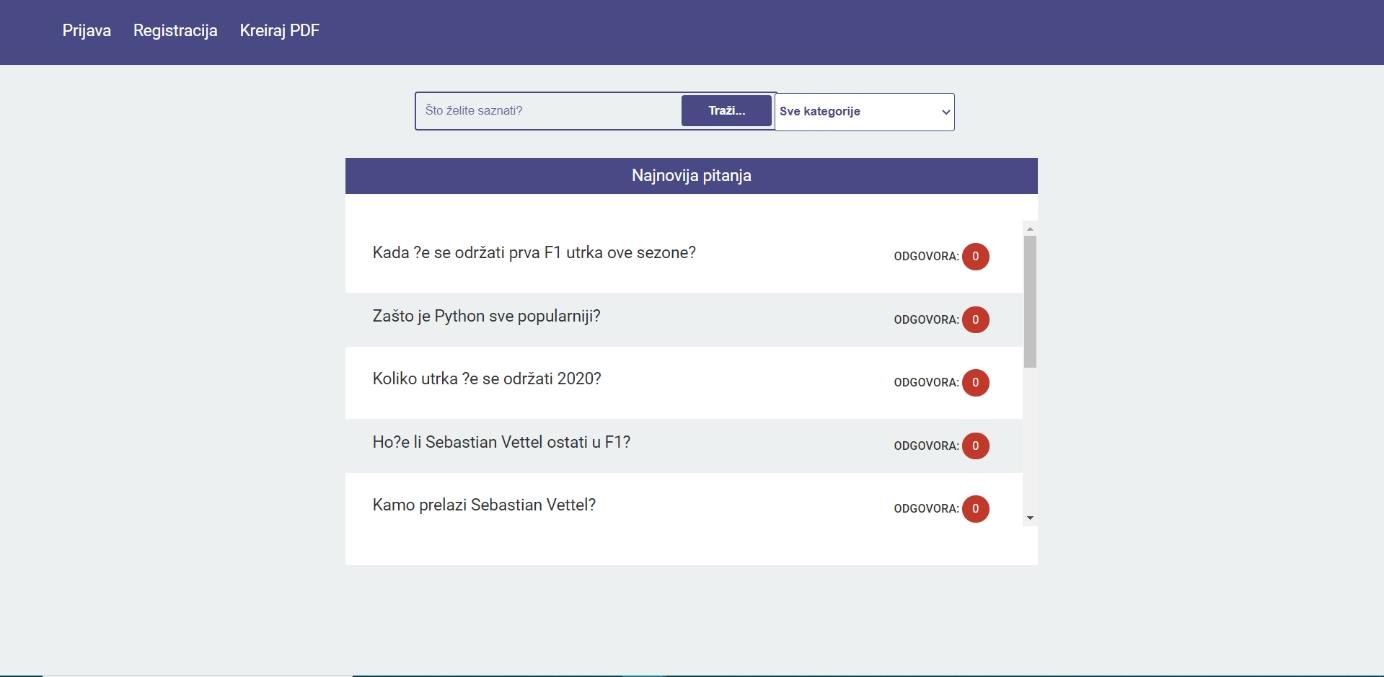 Prijava Registracija Kreiraj PDF
Što želite saznati? Traži... Sve kategorije
Najnovija pitanja
Kada ?e se održati prva F1 utrka ove sezone? ODGOVORA: 0
Zašto je Python sve popularniji? ODGOVORA: 0
Koliko utrka ?e se održati 2020? ODGOVORA: 0
Ho?e li Sebastian Vettel ostati u F1? ODGOVORA: 0
Kamo prelazi Sebastian Vettel? ODGOVORA: 0